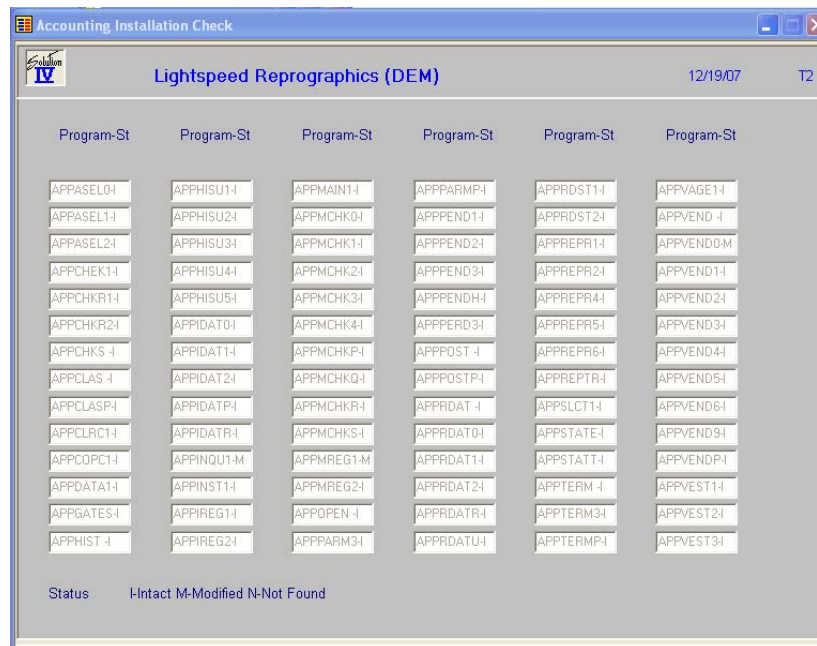 Accounting Installation Check
Solution IV Lightspeed Reprographics (DEM) 12/19/07 T2
Program-St Program-St Program-St Program-St Program-St Program-St
APPASEL0-I APPHISU1-I APPMAIN1-I APPPARMP-I APPRDST1-I APPVAGE1-I
APPASEL1-I APPHISU2-I APPMCHK0-I APPPEND1-I APPRDST2-I APPVEND -I
APPASEL2-I APPHISU3-I APPMCHK1-I APPPEND2-I APPREPR1-I APPVEND0-M
APPCHEK1-I APPHISU4-I APPMCHK2-I APPPEND3-I APPREPR2-I APPVEND1-I
APPCHKR1-I APPHISU5-I APPMCHK3-I APPPENDH-I APPREPR4-I APPVEND2-I
APPCHKR2-I APPIDAT0-I APPMCHK4-I APPPERD3-I APPREPR5-I APPVEND3-I
APPCHKS -I APPIDAT1-I APPMCHKP-I APPPOST -I APPREPR6-I APPVEND4-I
APPCLAS -I APPIDAT2-I APPMCHKQ-I APPPOSTP-I APPREPTR-I APPVEND5-I
APPCLASP-I APPIDATP-I APPMCHKR-I APPRDAT -I APPSLCT1-I APPVEND6-I
APPCLRC1-I APPIDATR-I APPMCHKS-I APPRDAT0-I APPSTATE-I APPVEND9-I
APPCOPC1-I APPINQU1-M APPMREG1-M APPRDAT1-I APPSTATT-I APPVENDP-I
APPDATA1-I APPINST1-I APPMREG2-I APPRDAT2-I APPTERM -I APPVEST1-I
APPGATES-I APPIREG1-I APPOPEN -I APPRDATR-I APPTERM3-I APPVEST2-I
APPHIST -I APPIREG2-I APPPARM3-I APPRDATU-I APPTERMP-I APPVEST3-I
Status I-Intact M-Modified N-Not Found